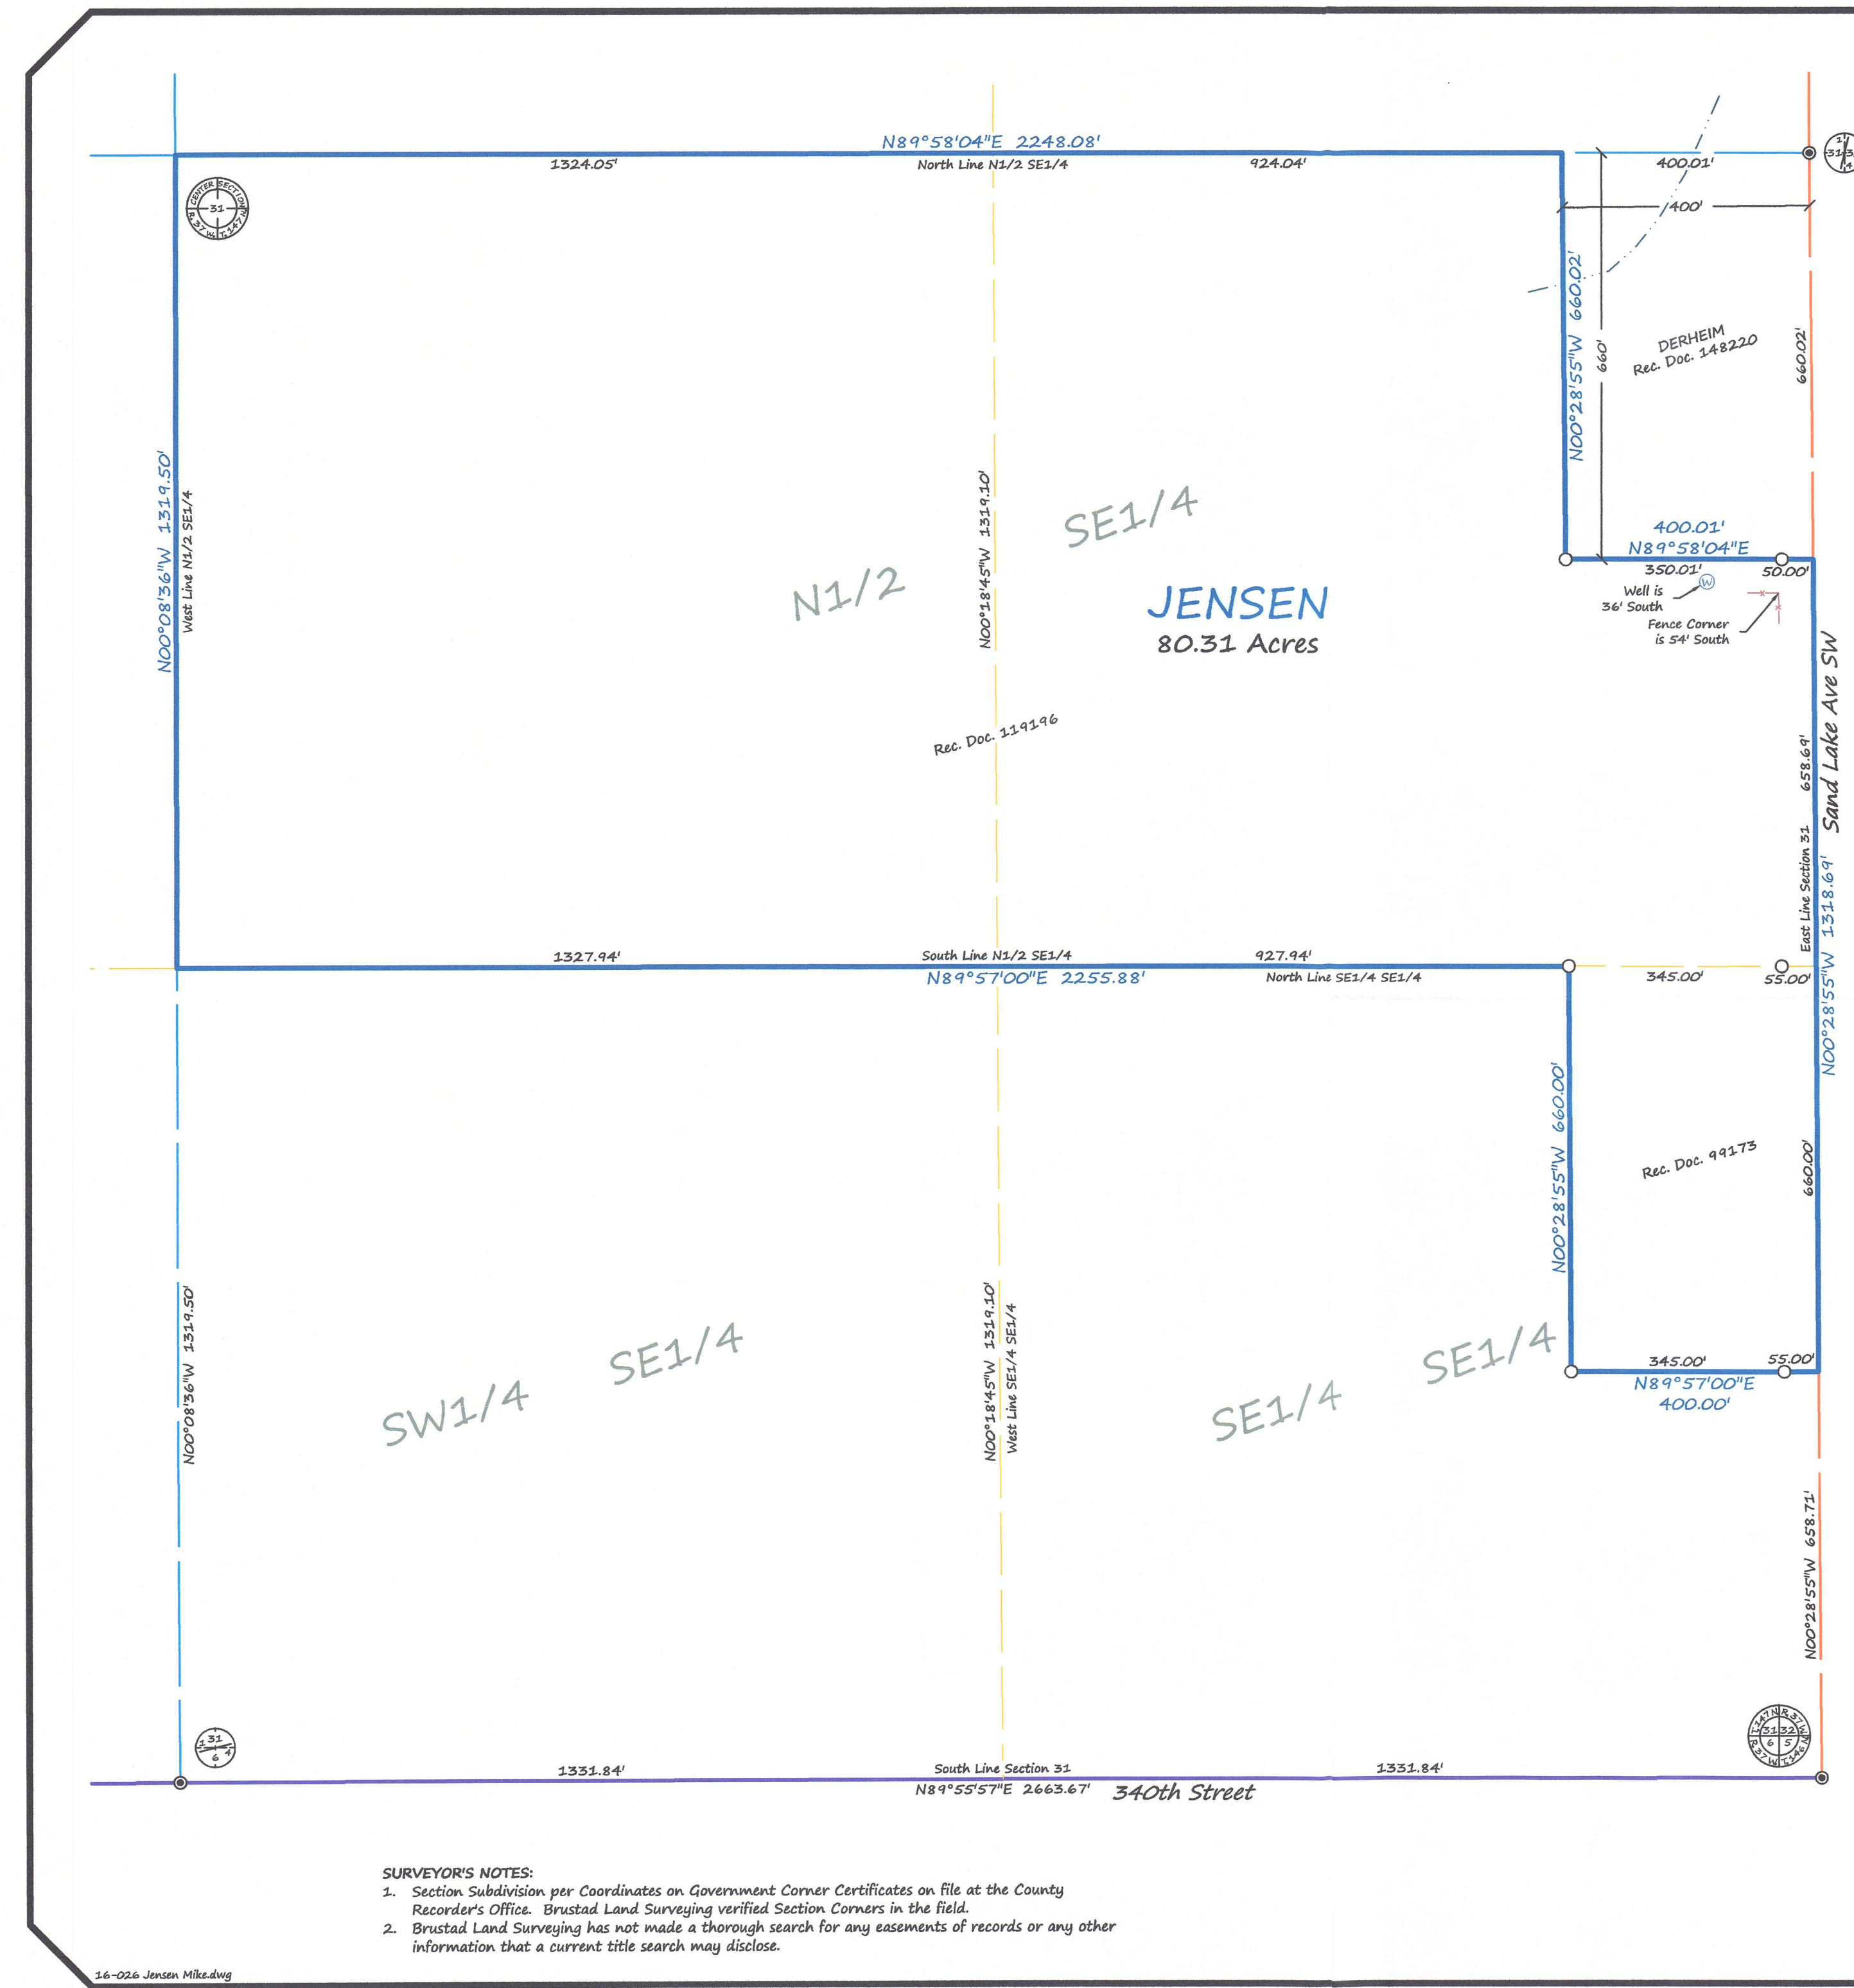 N89°58'04"E 2248.08'
1324.05'
North Line N1/2 SE1/4
924.04'
400.01'
400'
CENTER SECTION
31
R. 37 W. T. 147 N
N00°08'36"W 1319.50'
West Line N1/2 SE1/4
N00°18'45"W 1319.10'
N00°28'55"W 660.02'
660'
DERHEIM
Rec. Doc. 148220
660.02'
SE1/4
N1/2
JENSEN
80.31 Acres
400.01'
N89°58'04"E
350.01'
50.00'
W
Well is
36' South
Fence Corner
is 54' South
Rec. Doc. 119196
Sand Lake Ave SW
658.69'
East Line Section 31
N00°28'55"W 1318.69'
1327.94'
South Line N1/2 SE1/4
927.94'
N89°57'00"E 2255.88'
North Line SE1/4 SE1/4
345.00'
55.00'
N00°28'55"W 660.00'
Rec. Doc. 99173
660.00'
N00°08'36"W 1319.50'
SE1/4
SW1/4
N00°18'45"W 1319.10'
West Line SE1/4 SE1/4
SE1/4
SE1/4
345.00'
55.00'
N89°57'00"E
400.00'
N00°28'55"W 658.71'
1 31
6 4
T.147N R.37W
31 32
6 5
R.37W T.146N
1331.84'
South Line Section 31
1331.84'
N89°55'57"E 2663.67'
340th Street
SURVEYOR'S NOTES:
1. Section Subdivision per Coordinates on Government Corner Certificates on file at the County
Recorder's Office. Brustad Land Surveying verified Section Corners in the field.
2. Brustad Land Surveying has not made a thorough search for any easements of records or any other
information that a current title search may disclose.
16-026 Jensen Mike.dwg